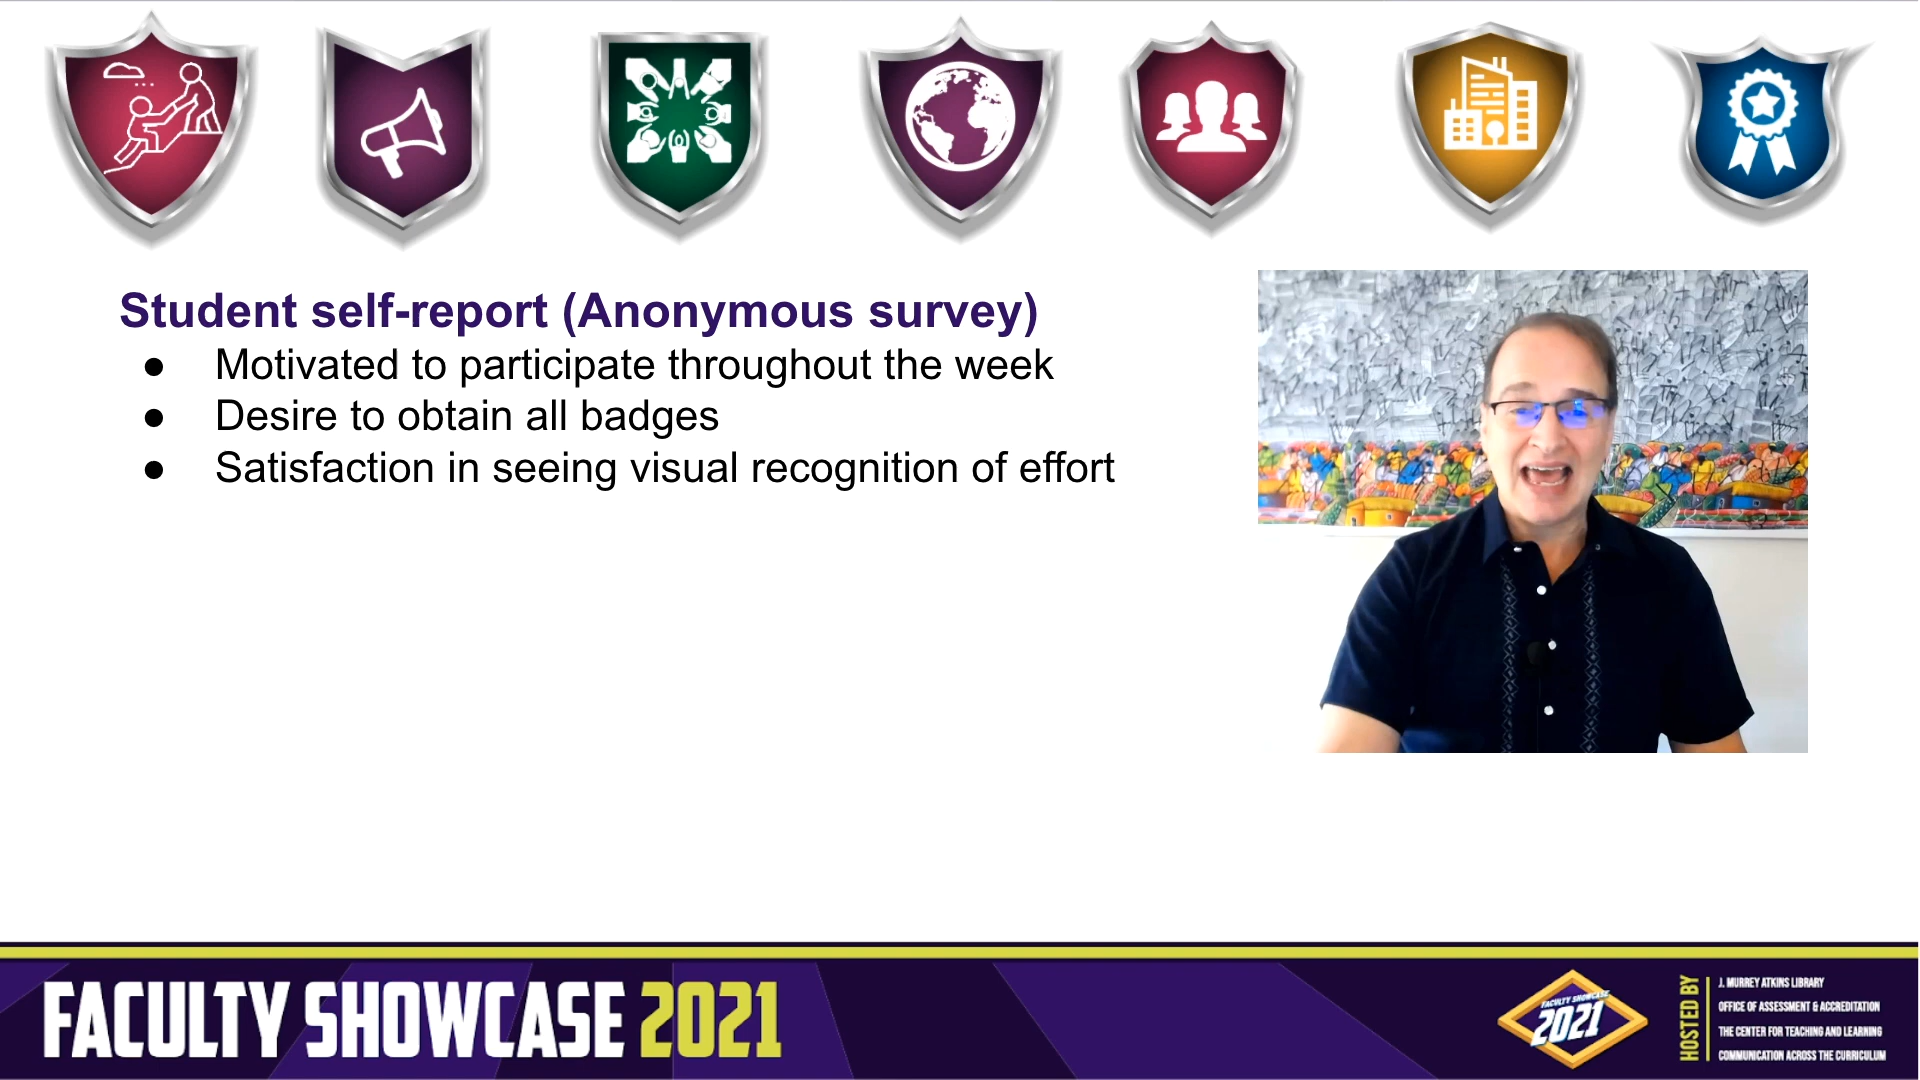 Student self-report (Anonymous survey)
● Motivated to participate throughout the week
● Desire to obtain all badges
● Satisfaction in seeing visual recognition of effort
FACULTY SHOWCASE 2021
FACULTY SHOWCASE
2021
HOSTED BY
J. MURREY ATKINS LIBRARY
OFFICE OF ASSESSMENT & ACCREDITATION
THE CENTER FOR TEACHING AND LEARNING
COMMUNICATION ACROSS THE CURRICULUM